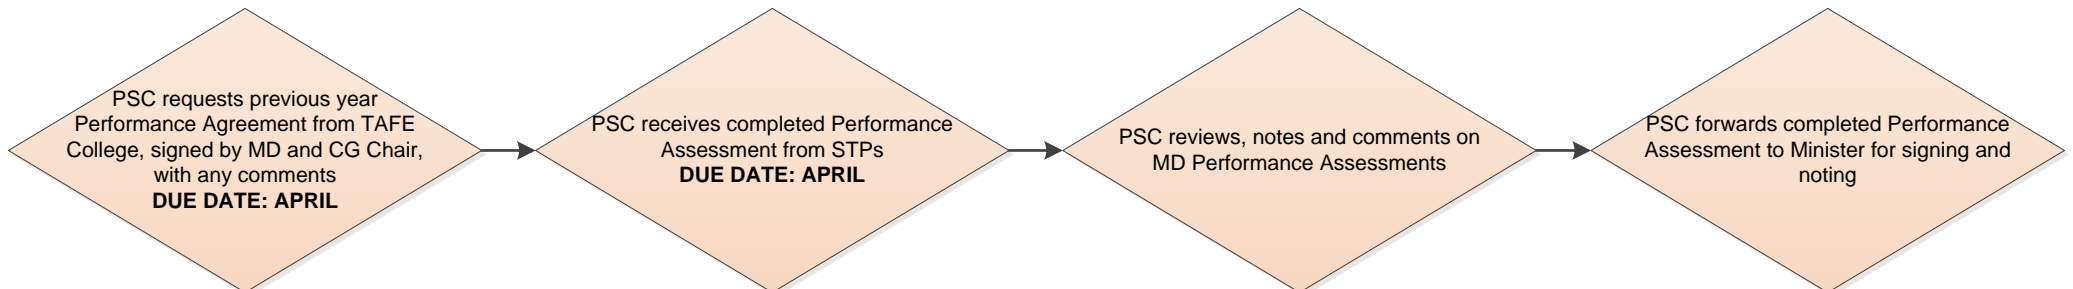 PSC requests previous year
Performance Agreement from TAFE
College, signed by MD and CG Chair,
with any comments
DUE DATE: APRIL
PSC receives completed Performance
Assessment from STPs
DUE DATE: APRIL
PSC reviews, notes and comments on
MD Performance Assessments
PSC forwards completed Performance
Assessment to Minister for signing and
noting